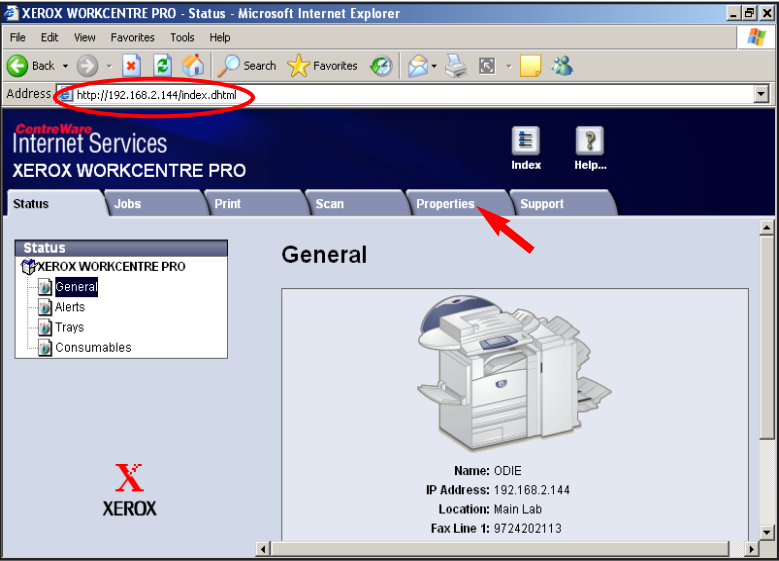 XEROX WORKCENTRE PRO - Status - Microsoft Internet Explorer
File Edit View Favorites Tools Help
Back Search Favorites
Address http://192.168.2.144/index.dhtml
CentreWare
Internet Services
XEROX WORKCENTRE PRO
Index Help...
Status Jobs Print Scan Properties Support
Status
XEROX WORKCENTRE PRO
General
Alerts
Trays
Consumables
General
Name: ODIE
IP Address: 192.168.2.144
Location: Main Lab
Fax Line 1: 9724202113
X
XEROX